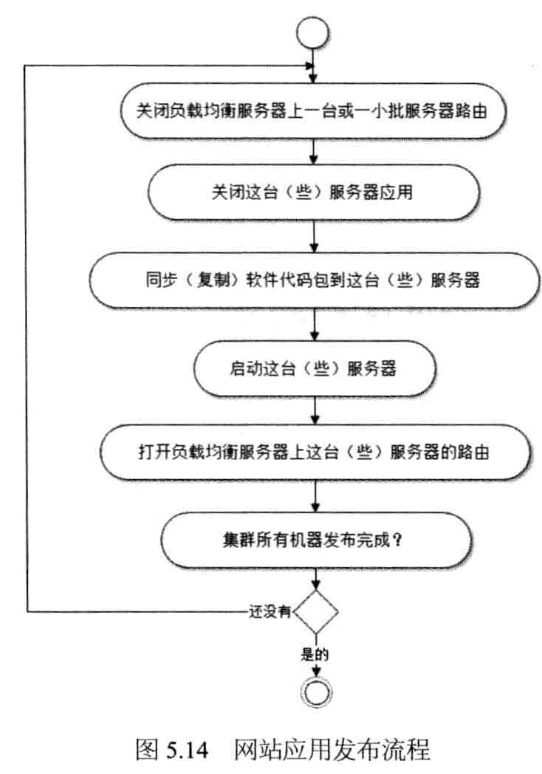 关闭负载均衡服务器上一台或一小批服务器路由
关闭这台（些）服务器应用
同步（复制）软件代码包到这台（些）服务器
启动这台（些）服务器
打开负载均衡服务器上这台（些）服务器的路由
集群所有机器发布完成？
还没有
是的
图 5.14 网站应用发布流程